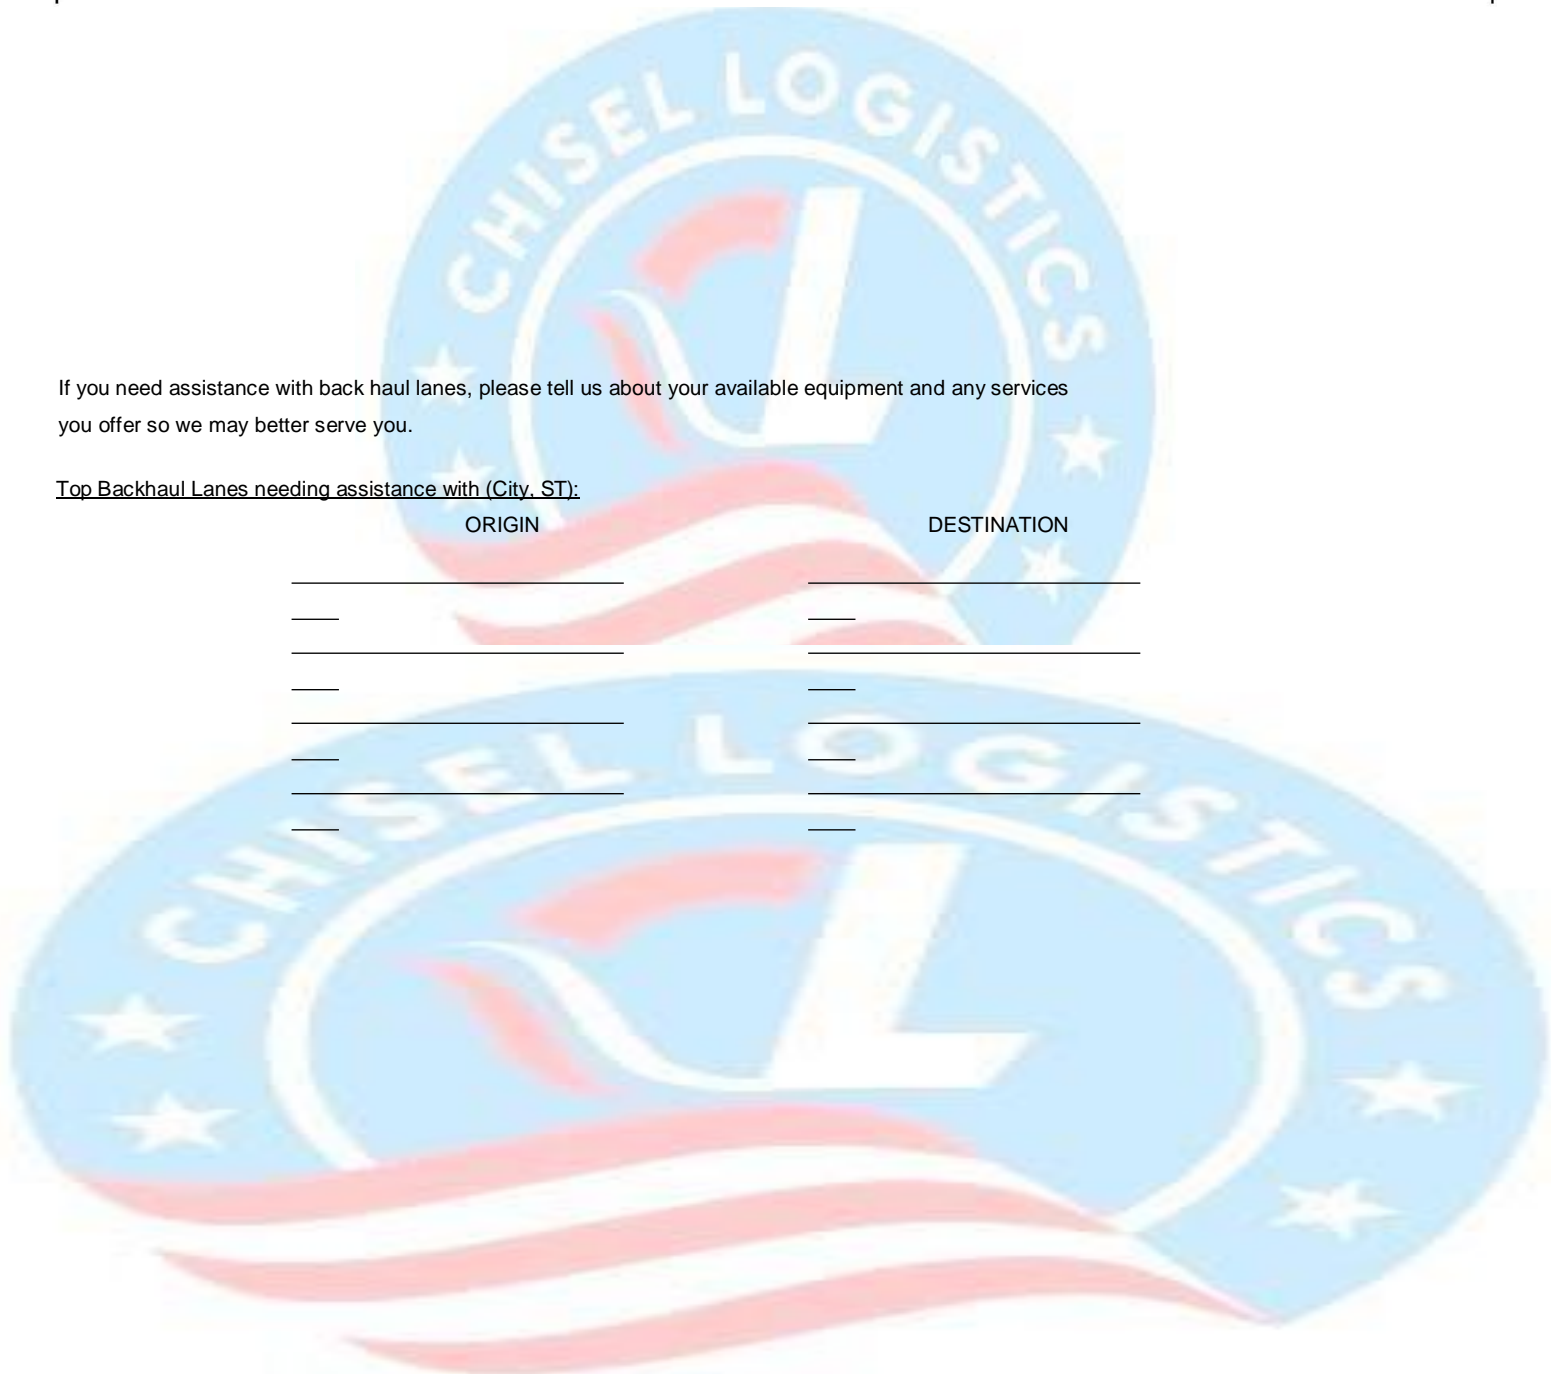 CHISEL LOGISTICS
CL
If you need assistance with back haul lanes, please tell us about your available equipment and any services
you offer so we may better serve you.
Top Backhaul Lanes needing assistance with (City, ST):
ORIGIN DESTINATION
CHISEL LOGISTICS
CL